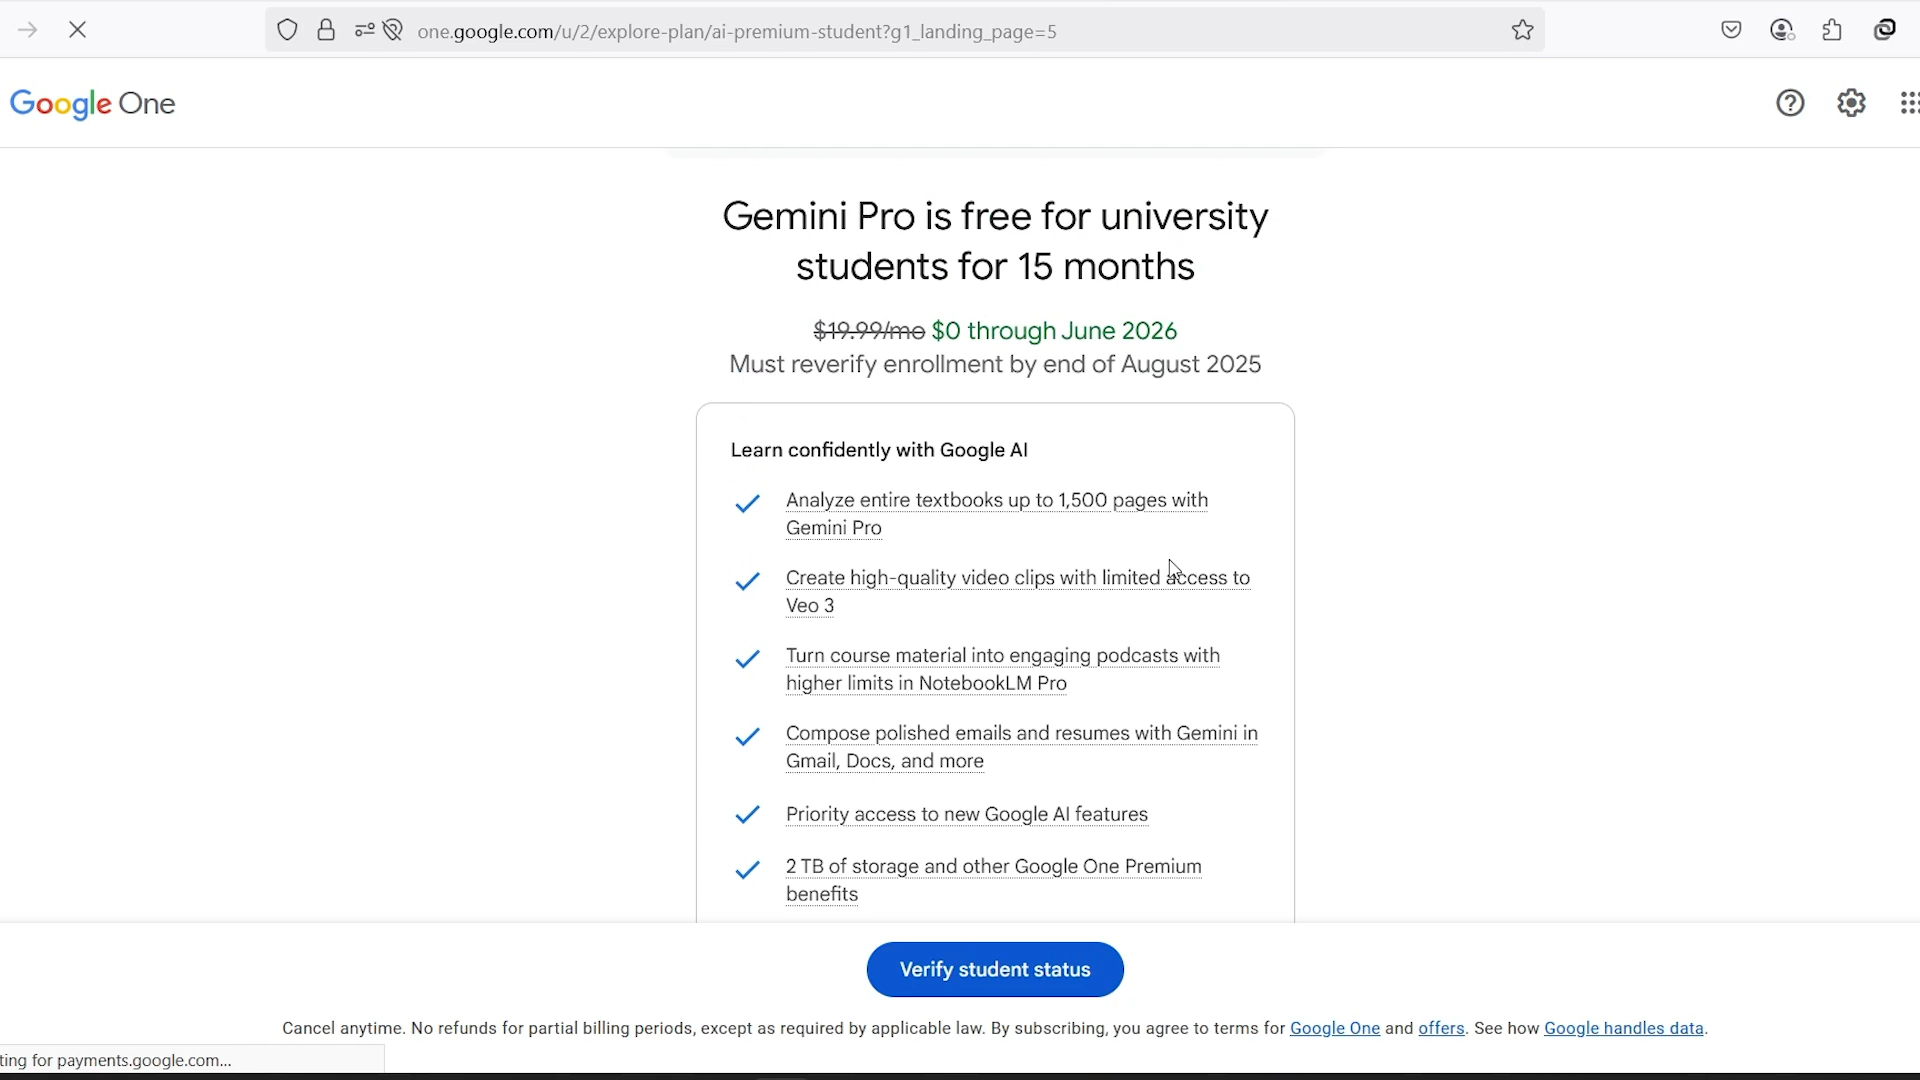 one.google.com/u/2/explore-plan/ai-premium-student?g1_landing_page=5
Google One
Gemini Pro is free for university
students for 15 months
$19.99/mo $0 through June 2026
Must reverify enrollment by end of August 2025
Learn confidently with Google AI
Analyze entire textbooks up to 1,500 pages with
Gemini Pro
Create high-quality video clips with limited access to
Veo 3
Turn course material into engaging podcasts with
higher limits in NotebookLM Pro
Compose polished emails and resumes with Gemini in
Gmail, Docs, and more
Priority access to new Google AI features
2 TB of storage and other Google One Premium
benefits
Verify student status
Cancel anytime. No refunds for partial billing periods, except as required by applicable law. By subscribing, you agree to terms for Google One and offers. See how Google handles data.
ting for payments.google.com...